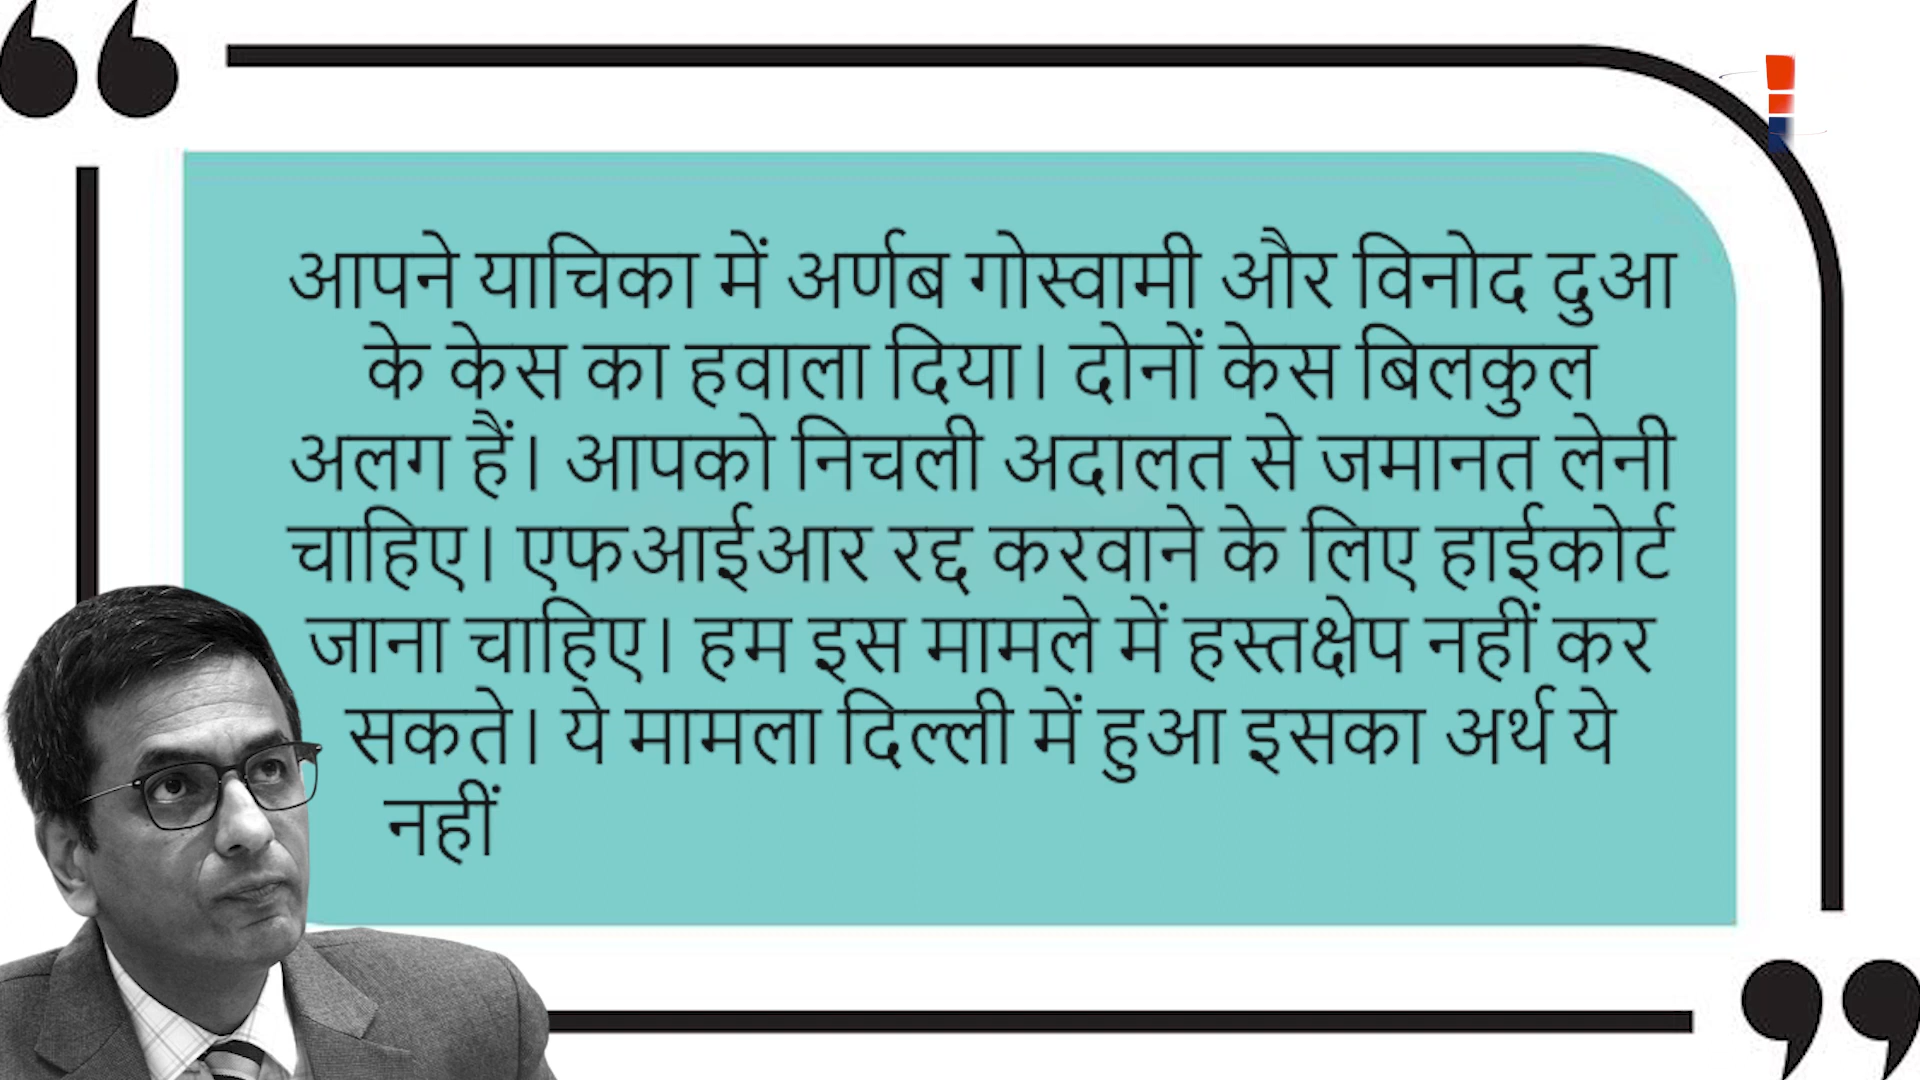 आपने याचिका में अर्णब गोस्वामी और विनोद दुआ
के केस का हवाला दिया। दोनों केस बिलकुल
अलग हैं। आपको निचली अदालत से जमानत लेनी
चाहिए। एफआईआर रद्द करवाने के लिए हाईकोर्ट
जाना चाहिए। हम इस मामले में हस्तक्षेप नहीं कर
सकते। ये मामला दिल्ली में हुआ इसका अर्थ ये
नहीं